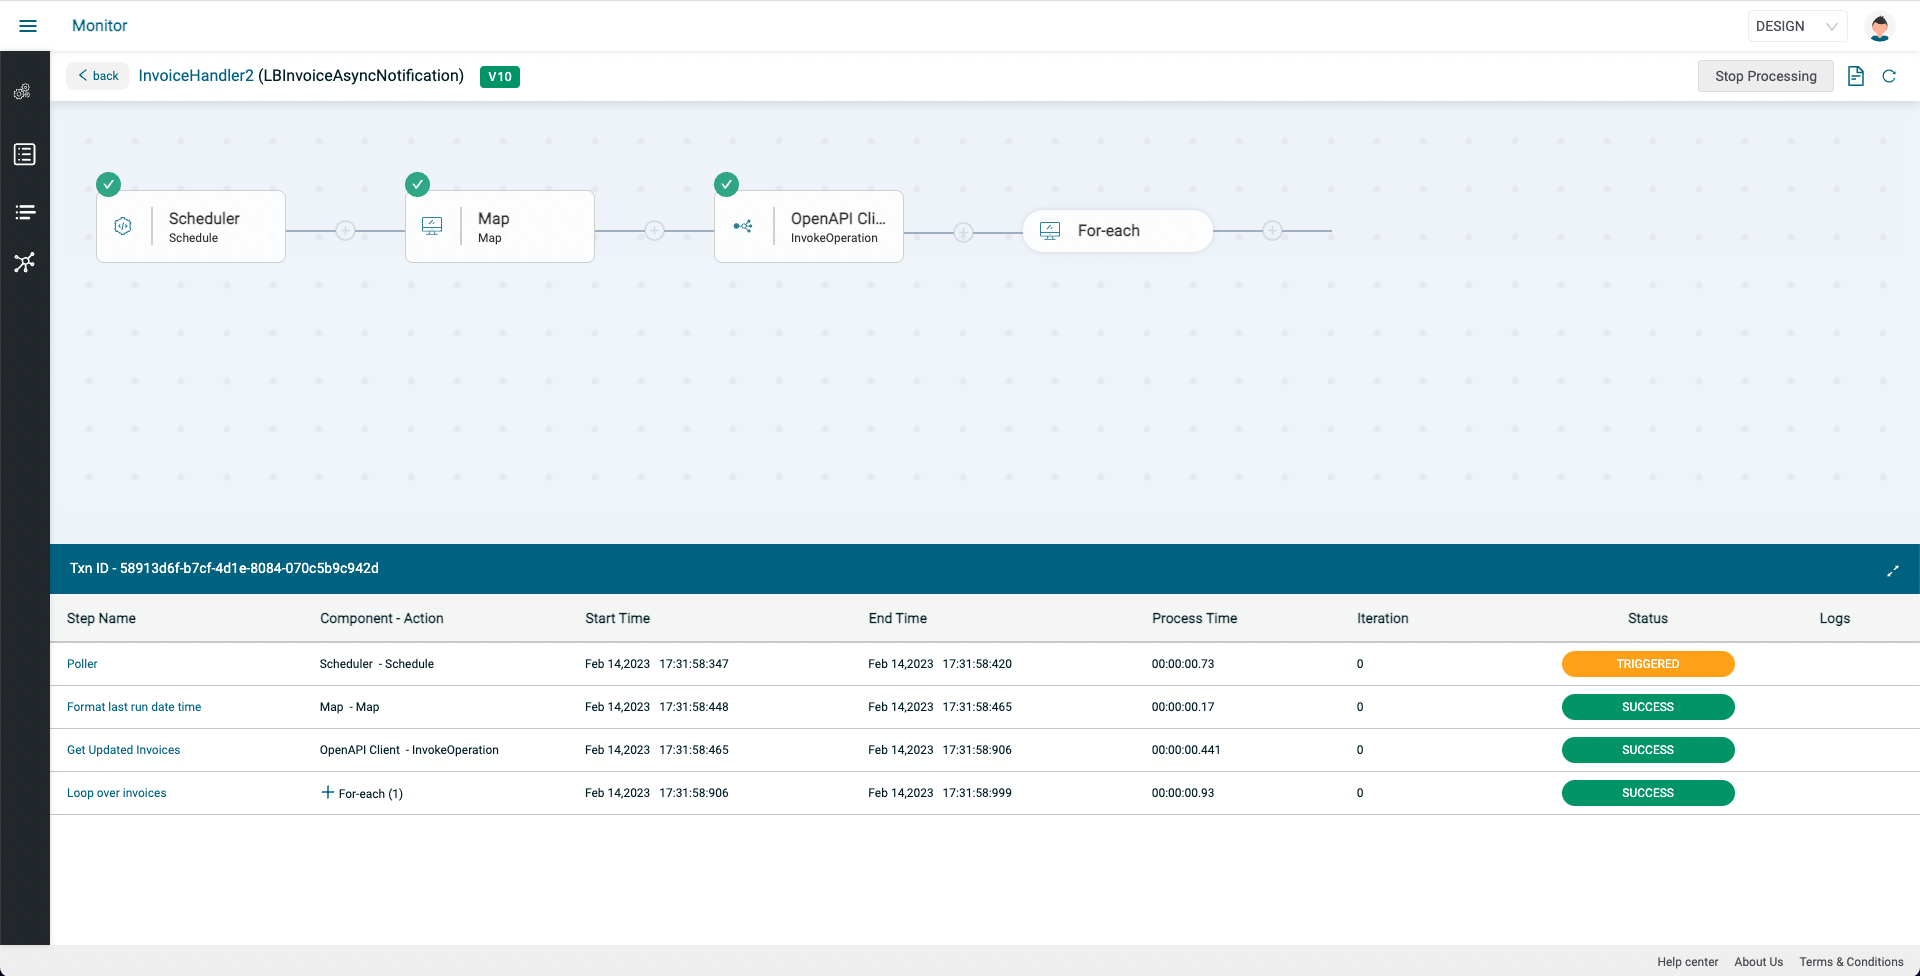 Monitor
DESIGN
back
InvoiceHandler2 (LBInvoiceAsyncNotification)
V10
Stop Processing
Scheduler
Schedule
Map
Map
OpenAPI Cli...
InvokeOperation
For-each
Txn ID - 58913d6f-b7cf-4d1e-8084-070c5b9c942d
Step Name Component - Action Start Time End Time Process Time Iteration Status Logs
Poller Scheduler - Schedule Feb 14,2023 17:31:58:347 Feb 14,2023 17:31:58:420 00:00:00.73 0 TRIGGERED
Format last run date time Map - Map Feb 14,2023 17:31:58:448 Feb 14,2023 17:31:58:465 00:00:00.17 0 SUCCESS
Get Updated Invoices OpenAPI Client - InvokeOperation Feb 14,2023 17:31:58:465 Feb 14,2023 17:31:58:906 00:00:00.441 0 SUCCESS
Loop over invoices For-each (1) Feb 14,2023 17:31:58:906 Feb 14,2023 17:31:58:999 00:00:00.93 0 SUCCESS
Help center About Us Terms & Conditions